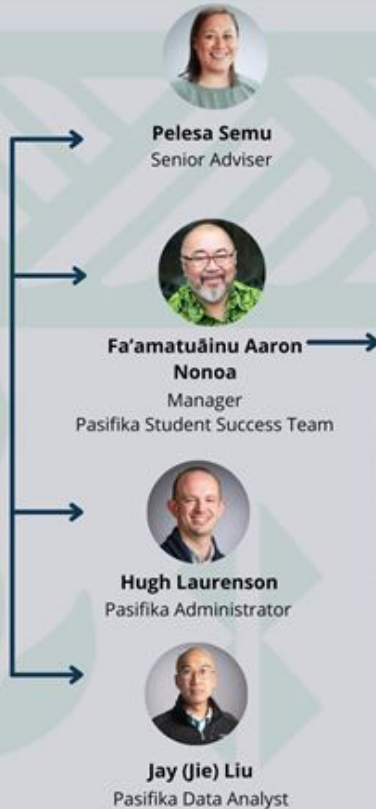 Pelesa Semu
Senior Adviser
Fa’amatuāinu Aaron
Nonoa
Manager
Pasifika Student Success Team
Hugh Laurenson
Pasifika Administrator
Jay (Jie) Liu
Pasifika Data Analyst